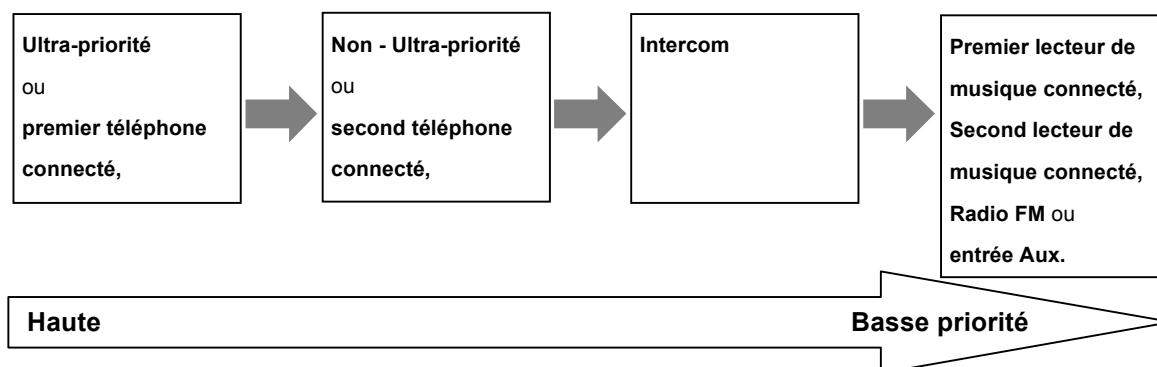 Ultra-priorité
ou
premier téléphone
connecté,
Non - Ultra-priorité
ou
second téléphone
connecté,
Intercom
Premier lecteur de
musique connecté,
Second lecteur de
musique connecté,
Radio FM ou
entrée Aux.
Haute
Basse priorité